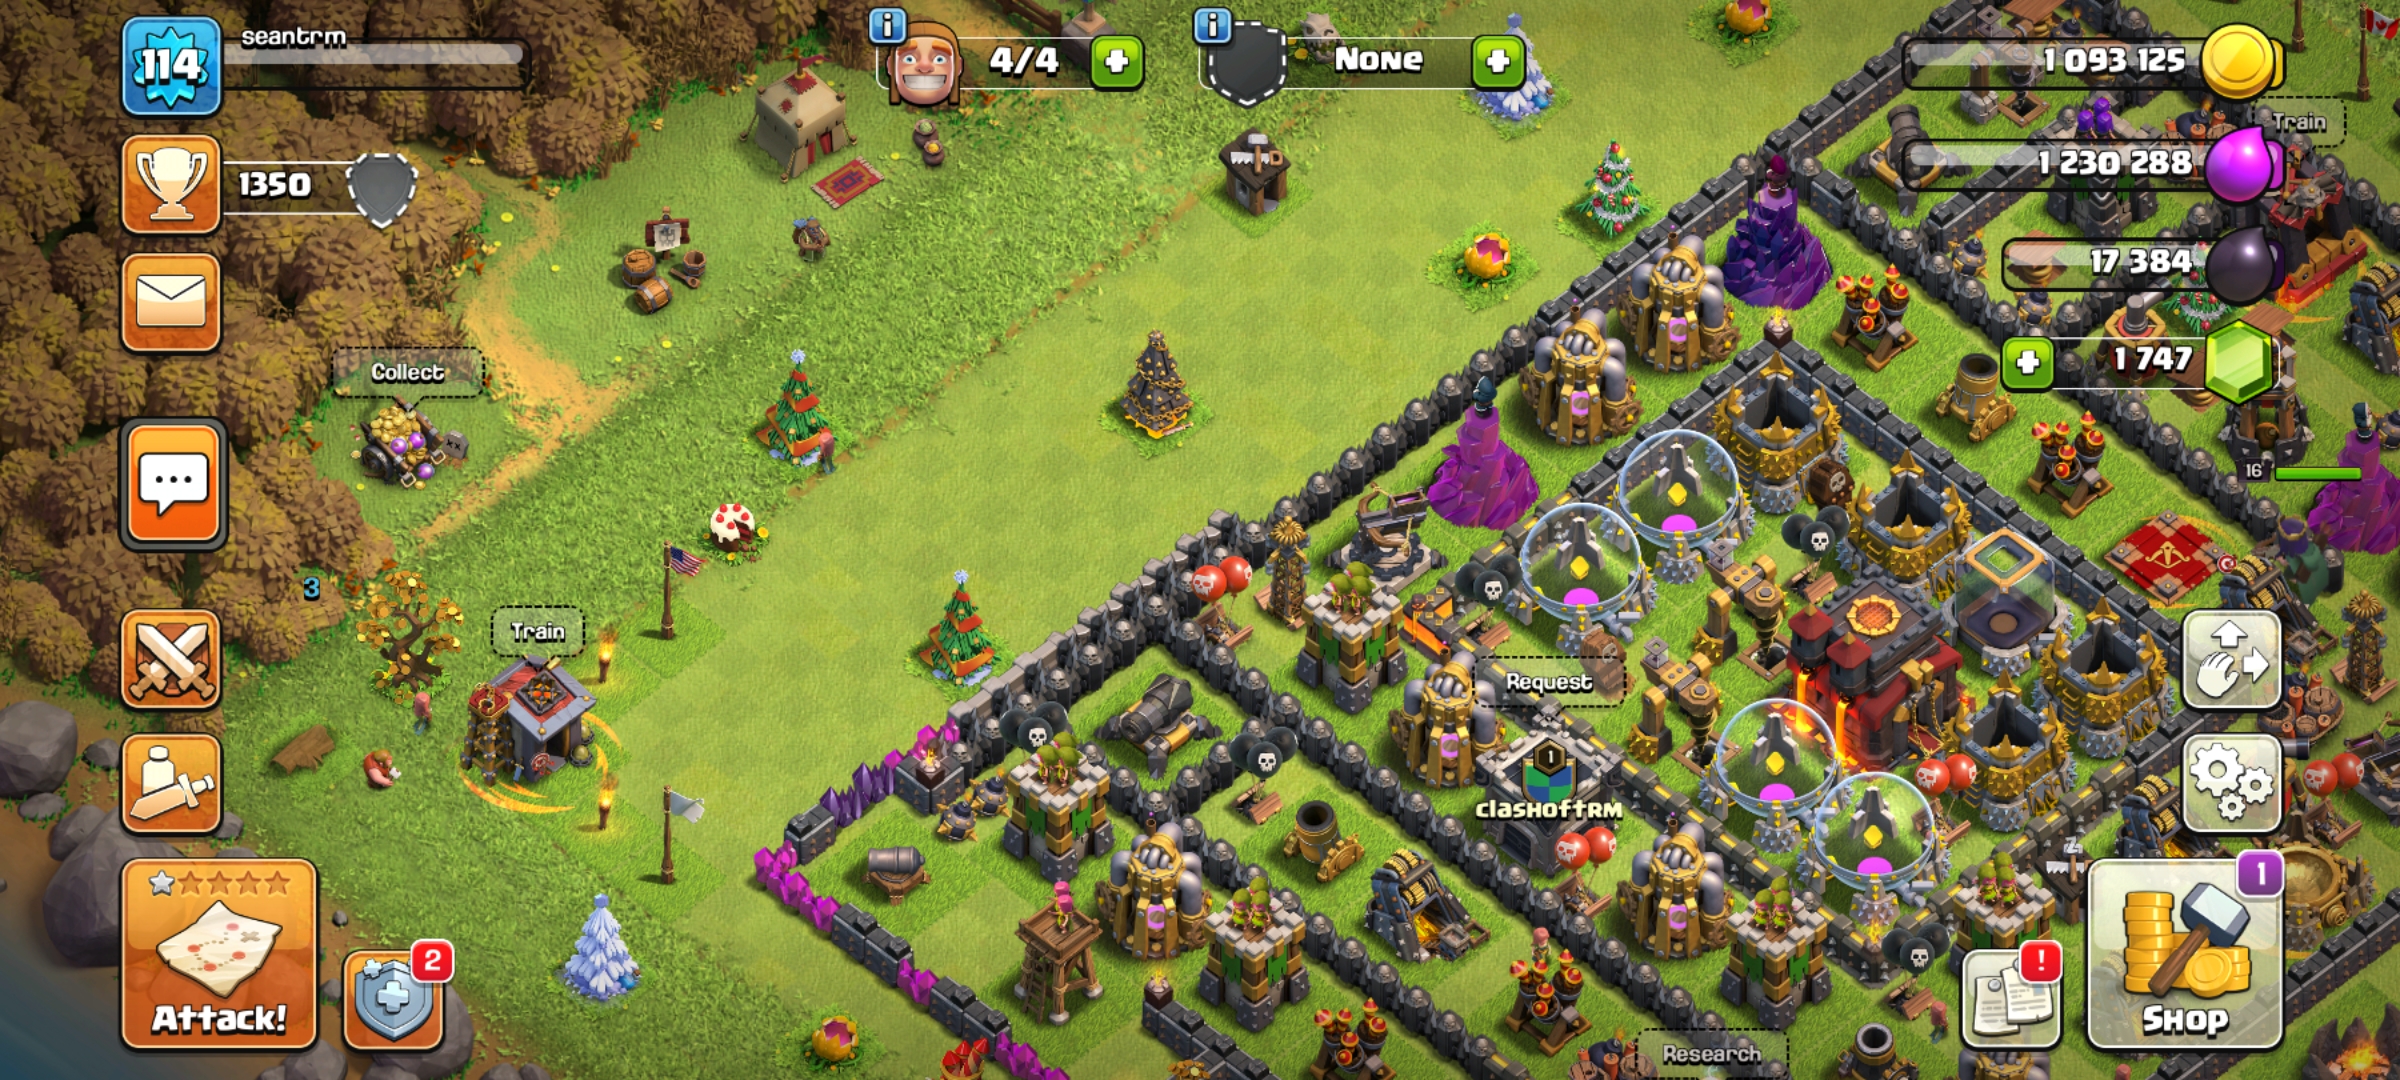 114
seantrm
4/4
None
1 093 125
Train
1350
1 230 288
17 384
1 747
Collect
16
3
Train
Request
1
clashoftrm
1
2
!
Attack!
Shop
Research